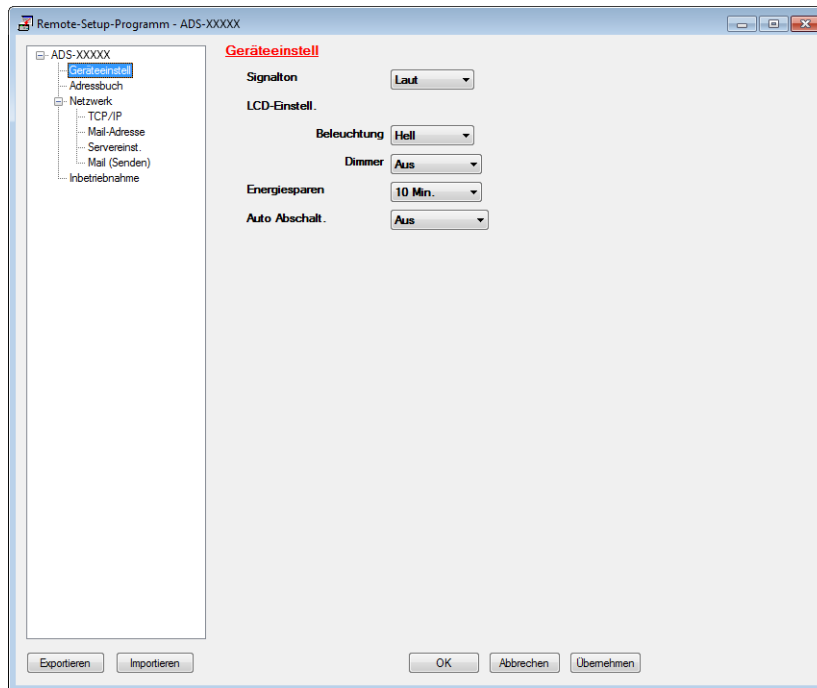 Remote-Setup-Programm - ADS-XXXXX
ADS-XXXXX
Geräteeinstell
Adressbuch
Netzwerk
TCP/IP
Mail-Adresse
Servereinst.
Mail (Senden)
Inbetriebnahme
Geräteeinstell
Signalton Laut
LCD-Einstell.
Beleuchtung Hell
Dimmer Aus
Energiesparen 10 Min.
Auto Abschalt. Aus
Exportieren Importieren OK Abbrechen Übernehmen